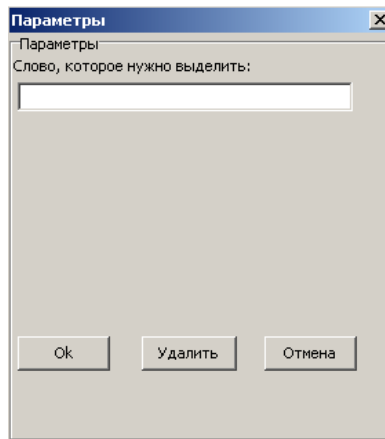 Параметры
Параметры
Слово, которое нужно выделить:
Ok Удалить Отмена